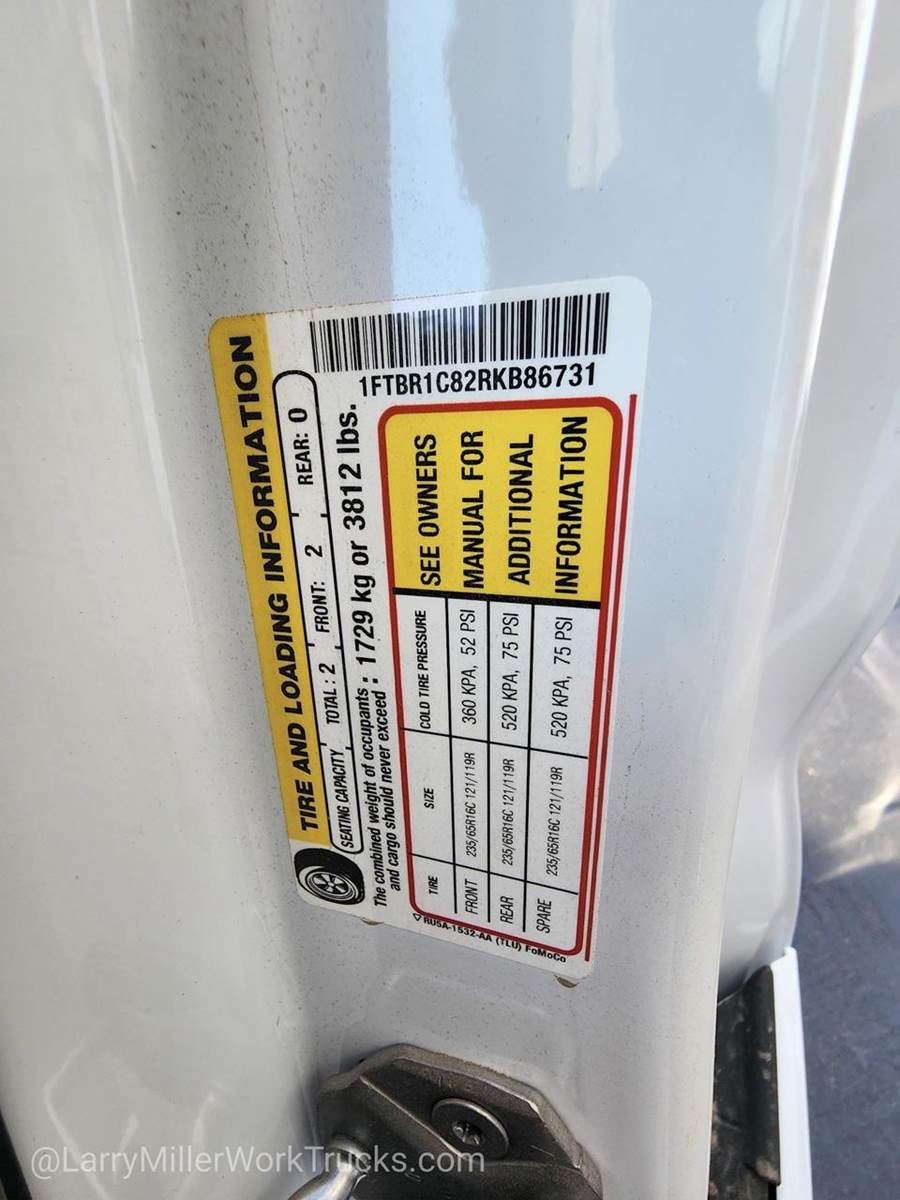 TIRE AND LOADING INFORMATION
SEATING CAPACITY TOTAL: 2 FRONT: 2 REAR: 0
The combined weight of occupants and cargo should never exceed : 1729 kg or 3812 lbs.
1FTBR1C82RKB86731
TIRE SIZE COLD TIRE PRESSURE
FRONT 235/65R16C 121/119R 360 KPA, 52 PSI
REAR 235/65R16C 121/119R 520 KPA, 75 PSI
SPARE 235/65R16C 121/119R 520 KPA, 75 PSI
SEE OWNERS
MANUAL FOR
ADDITIONAL
INFORMATION
RU5A-1532-AA (TLU) FoMoCo
@LarryMillerWorkTrucks.com